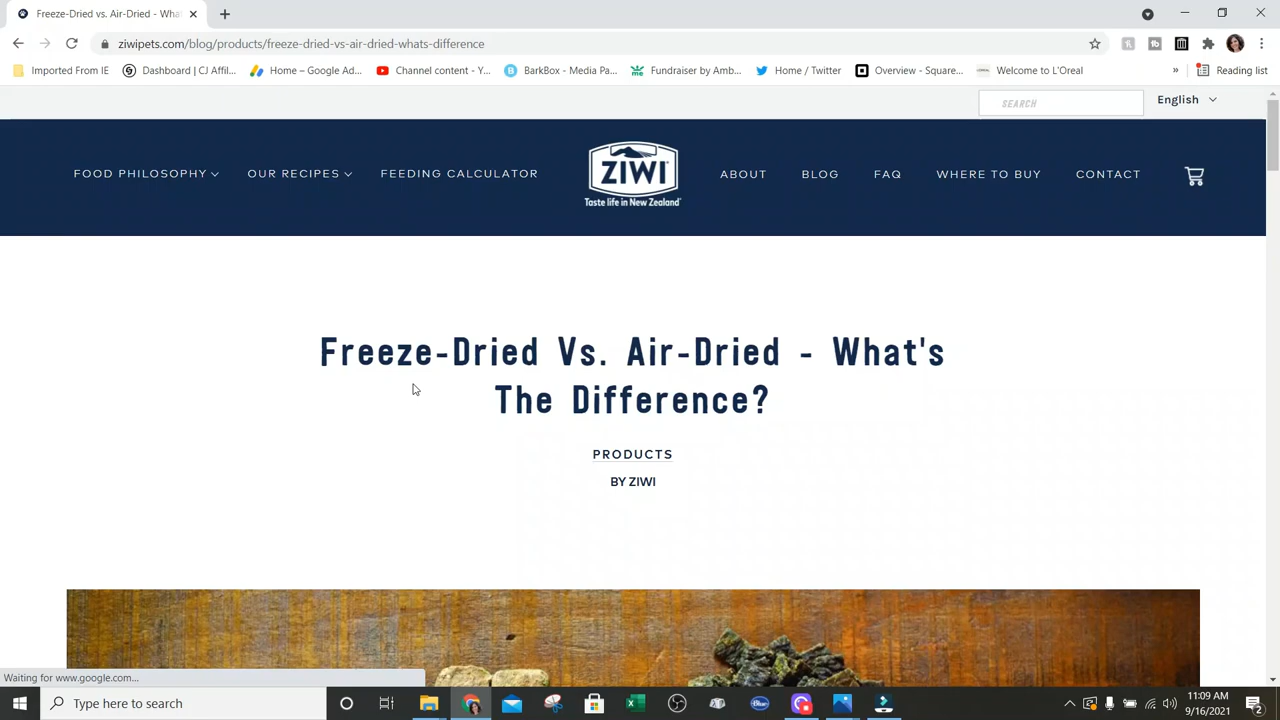 Freeze-Dried vs. Air-Dried - Wha
ziwipets.com/blog/products/freeze-dried-vs-air-dried-whats-difference
Imported From IE
Dashboard | CJ Affil...
Home – Google Ad...
Channel content - Y...
BarkBox - Media Pa...
Fundraiser by Amb...
Home / Twitter
Overview - Square...
Welcome to L'Oreal
»
Reading list
SEARCH
English
FOOD PHILOSOPHY
OUR RECIPES
FEEDING CALCULATOR
ZIWI
Taste life in New Zealand
ABOUT
BLOG
FAQ
WHERE TO BUY
CONTACT
Freeze-Dried Vs. Air-Dried - What's
The Difference?
PRODUCTS
BY ZIWI
Waiting for www.google.com...
Type here to search
11:09 AM
9/16/2021
2